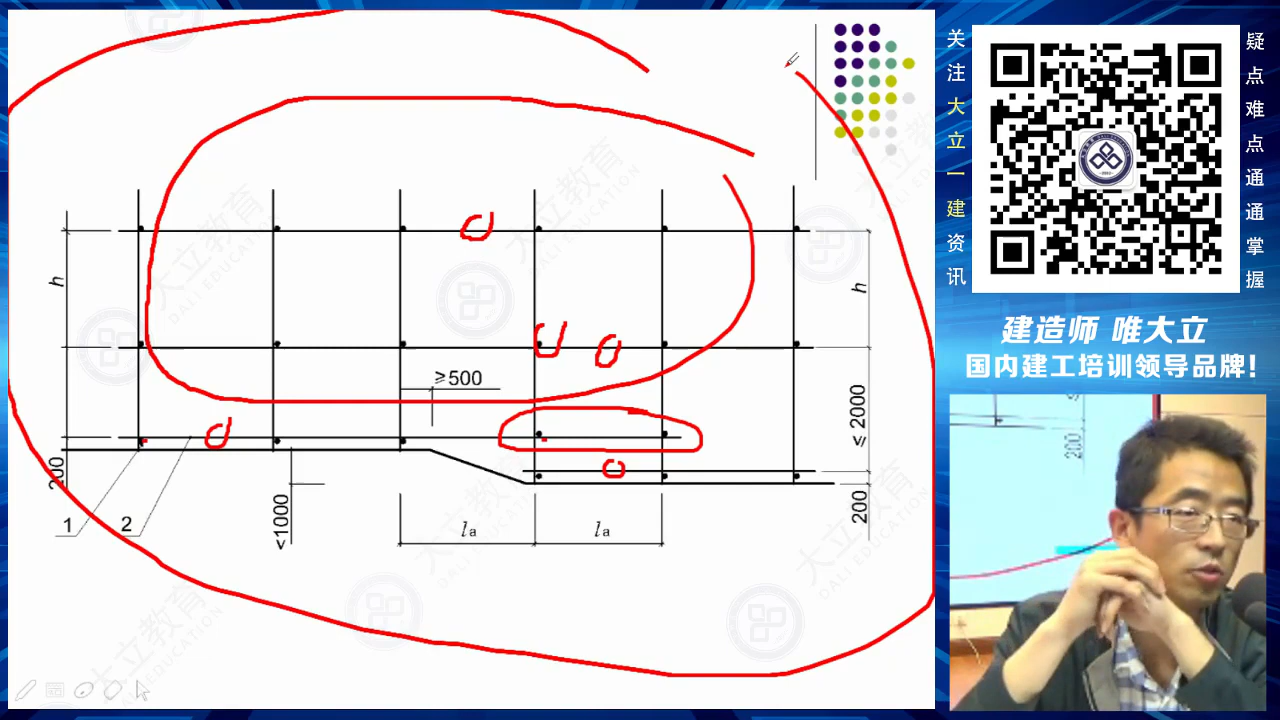 h
h
≥500
≤2000
200
200
<1000
1
2
la
la
大立教育
DALI EDUCATION
关注大立一建资讯
疑点难点通通掌握
建造师 唯大立
国内建工培训领导品牌!
200